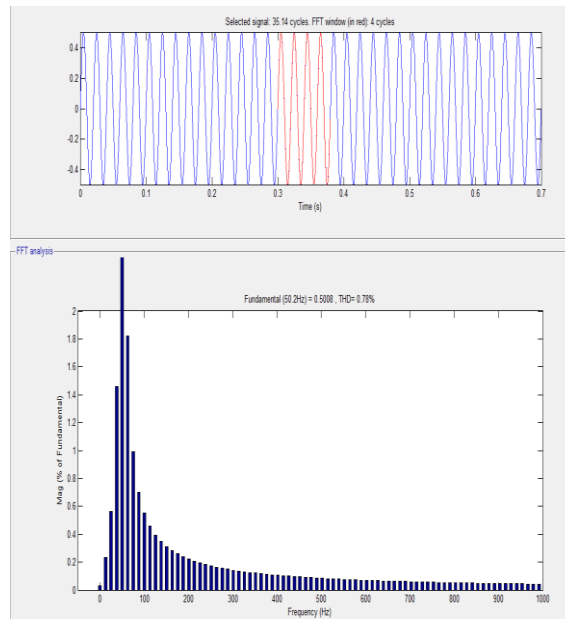 Selected signal: 35.14 cycles. FFT window (in red): 4 cycles
0.4
0.2
0
-0.2
-0.4
0 0.1 0.2 0.3 0.4 0.5 0.6 0.7
Time (s)
FFT analysis
Fundamental (50.2Hz) = 0.5008 , THD= 0.78%
Mag (% of Fundamental)
2
1.8
1.6
1.4
1.2
1
0.8
0.6
0.4
0.2
0
0 100 200 300 400 500 600 700 800 900 1000
Frequency (Hz)